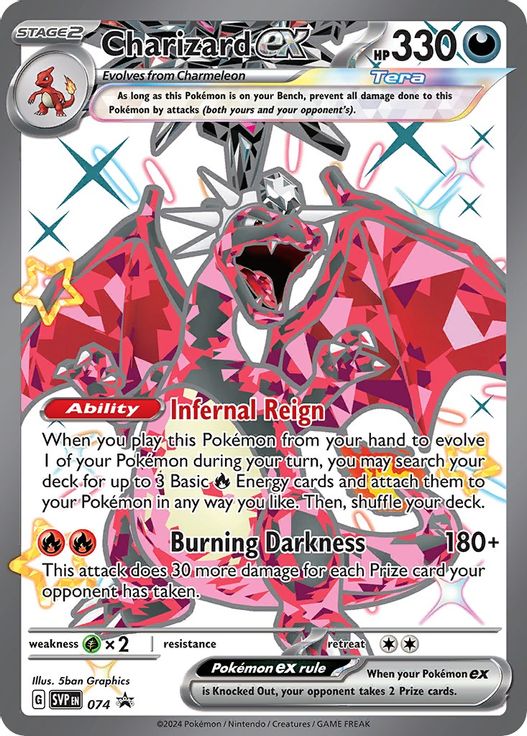 STAGE2
Charizard ex
HP 330
Evolves from Charmeleon
Tera
As long as this Pokémon is on your Bench, prevent all damage done to this
Pokémon by attacks (both yours and your opponent's).
Ability Infernal Reign
When you play this Pokémon from your hand to evolve
1 of your Pokémon during your turn, you may search your
deck for up to 3 Basic Energy cards and attach them to
your Pokémon in any way you like. Then, shuffle your deck.
Burning Darkness 180+
This attack does 30 more damage for each Prize card your
opponent has taken.
weakness ×2 resistance retreat
Pokémon ex rule
When your Pokémon ex
is Knocked Out, your opponent takes 2 Prize cards.
Illus. 5ban Graphics
G SVP EN 074
©2024 Pokémon / Nintendo / Creatures / GAME FREAK